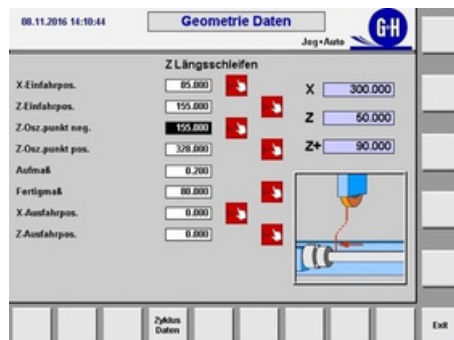 08.11.2016 14:10:44
Geometrie Daten
Jog•Auto
G+H
Z Längsschleifen
X-Einfahrpos. 85.000
Z-Einfahrpos. 155.000
Z-Osz.punkt neg. 155.000
Z-Osz.punkt pos. 328.000
Aufmaß 0.200
Fertigmaß 80.000
X-Ausfahrpos. 0.000
Z-Ausfahrpos. 0.000
X 300.000
Z 50.000
Z+ 90.000
Zyklus
Daten
Exit